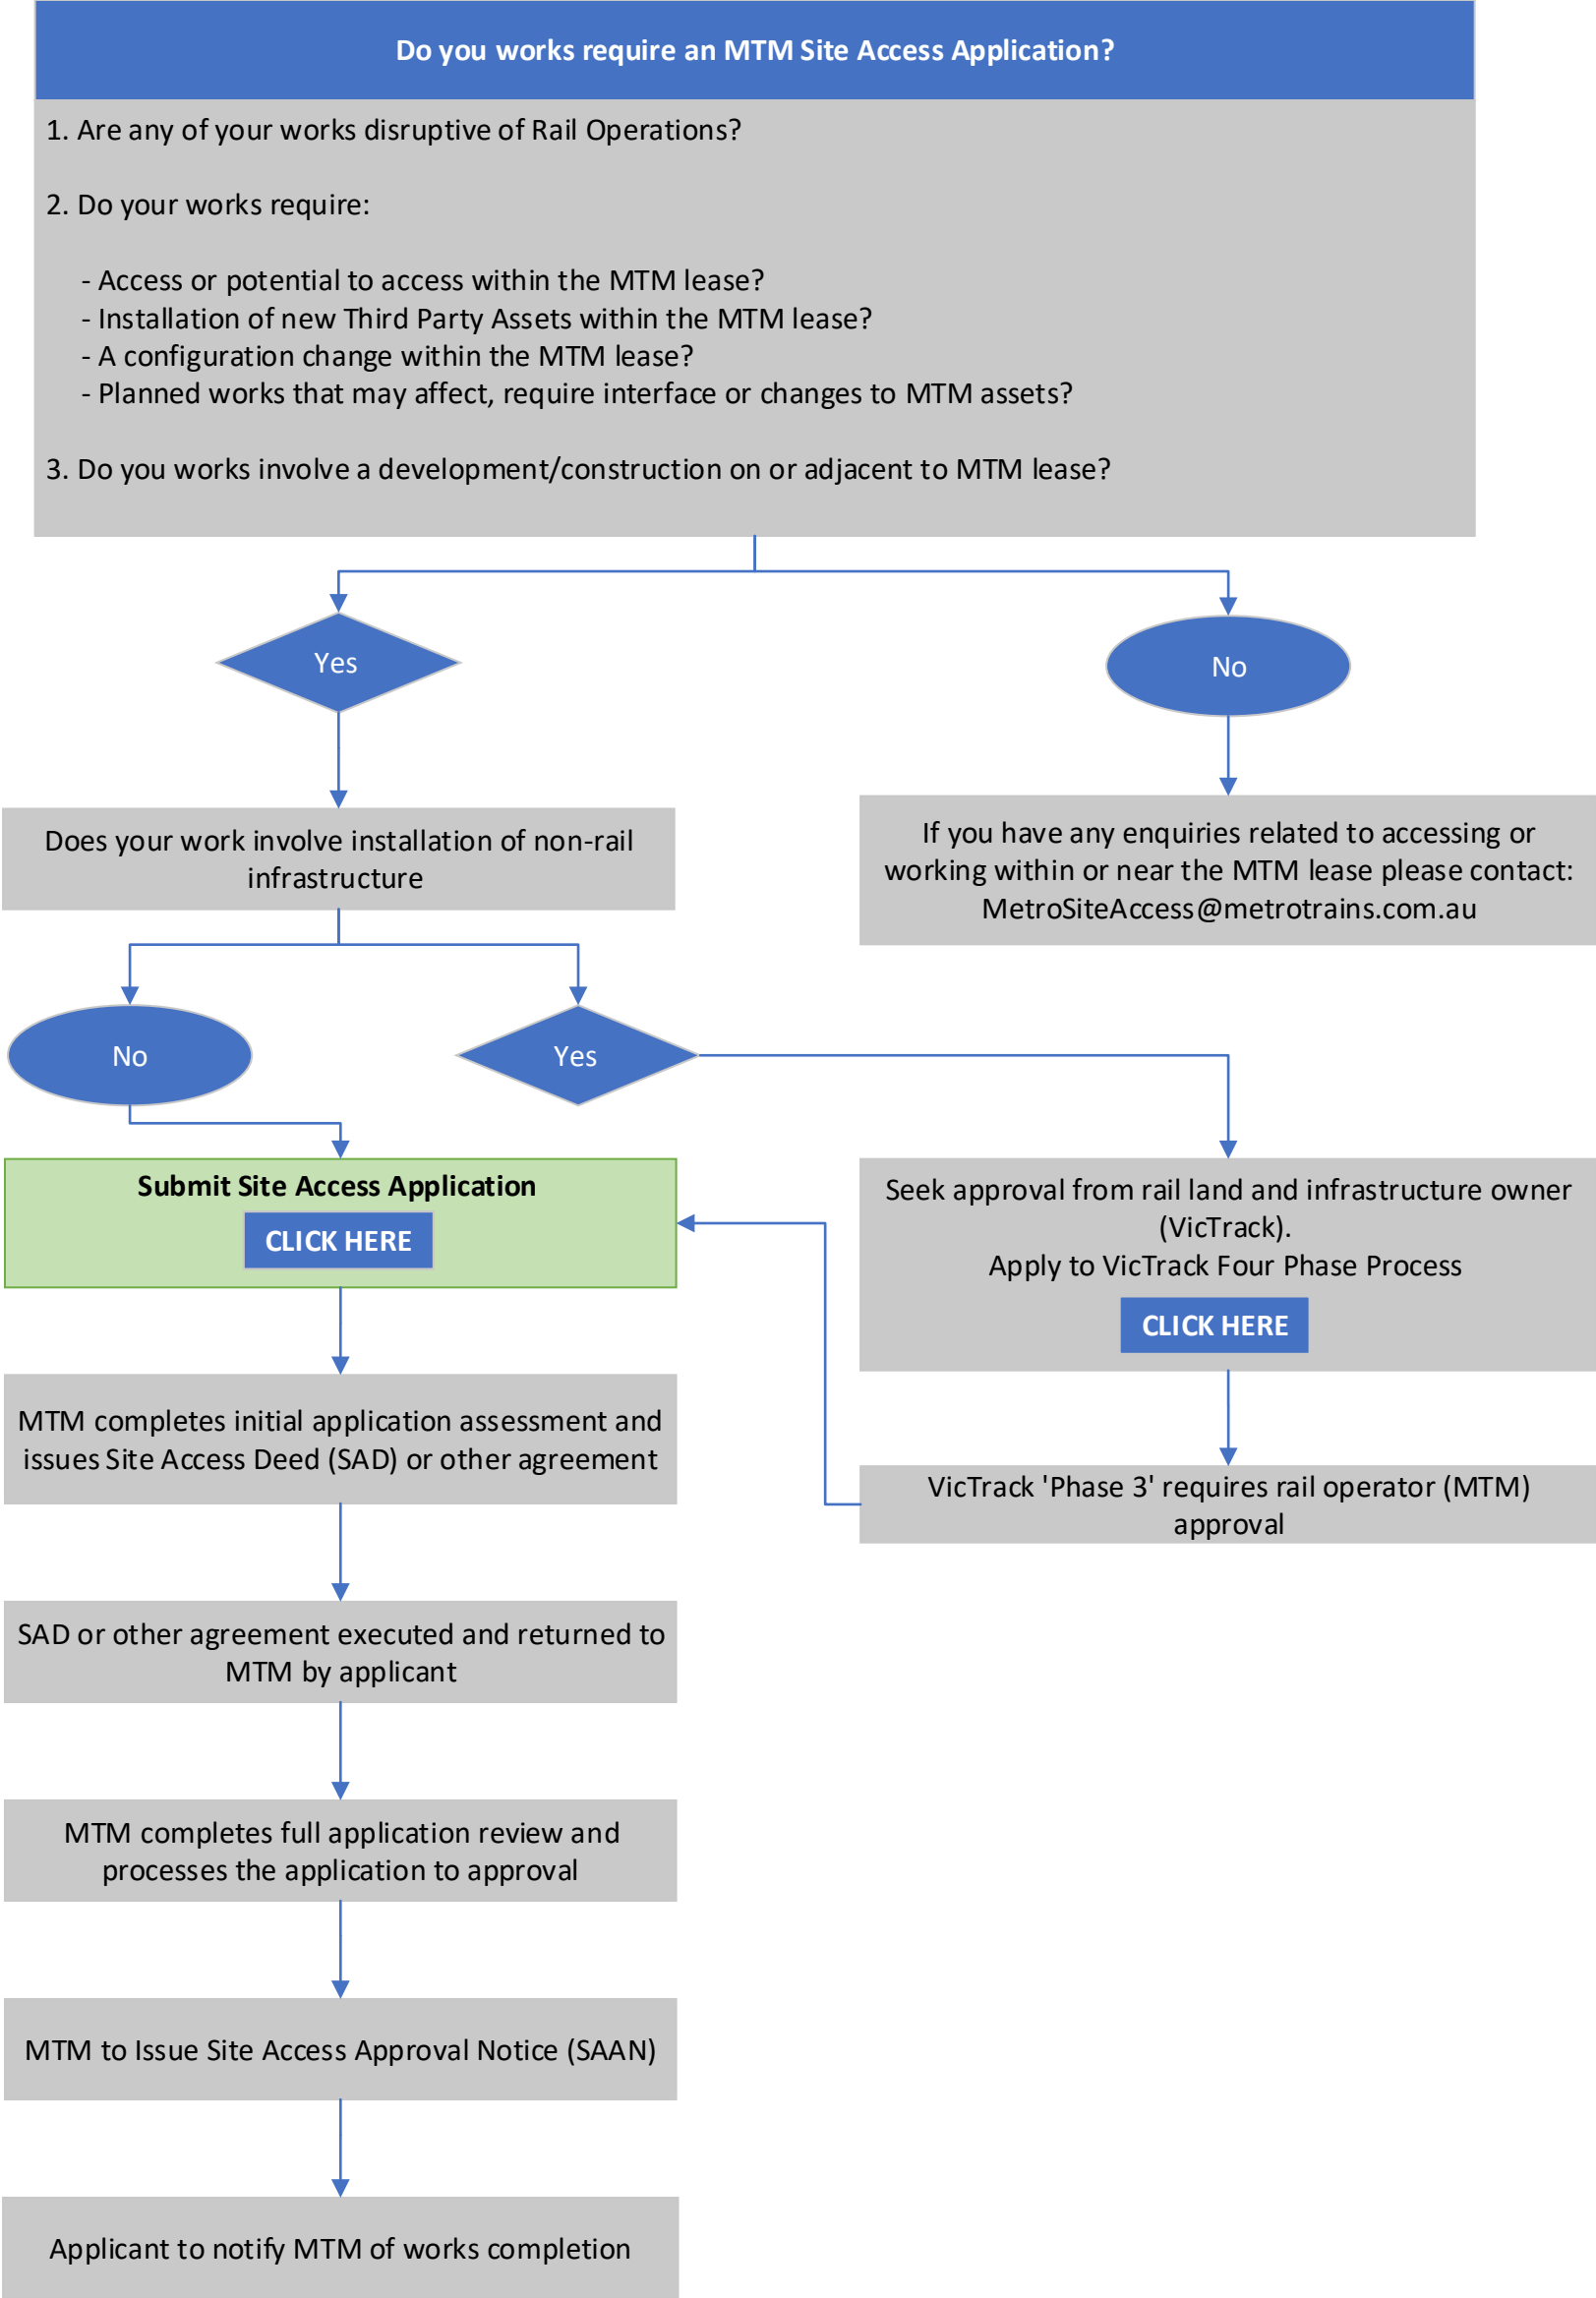 Do you works require an MTM Site Access Application?
1. Are any of your works disruptive of Rail Operations?
2. Do your works require:
- Access or potential to access within the MTM lease?
- Installation of new Third Party Assets within the MTM lease?
- A configuration change within the MTM lease?
- Planned works that may affect, require interface or changes to MTM assets?
3. Do you works involve a development/construction on or adjacent to MTM lease?
Yes
No
Does your work involve installation of non-rail
infrastructure
If you have any enquiries related to accessing or
working within or near the MTM lease please contact:
MetroSiteAccess@metrotrains.com.au
No
Yes
Submit Site Access Application
CLICK HERE
Seek approval from rail land and infrastructure owner
(VicTrack).
Apply to VicTrack Four Phase Process
CLICK HERE
MTM completes initial application assessment and
issues Site Access Deed (SAD) or other agreement
VicTrack 'Phase 3' requires rail operator (MTM)
approval
SAD or other agreement executed and returned to
MTM by applicant
MTM completes full application review and
processes the application to approval
MTM to Issue Site Access Approval Notice (SAAN)
Applicant to notify MTM of works completion